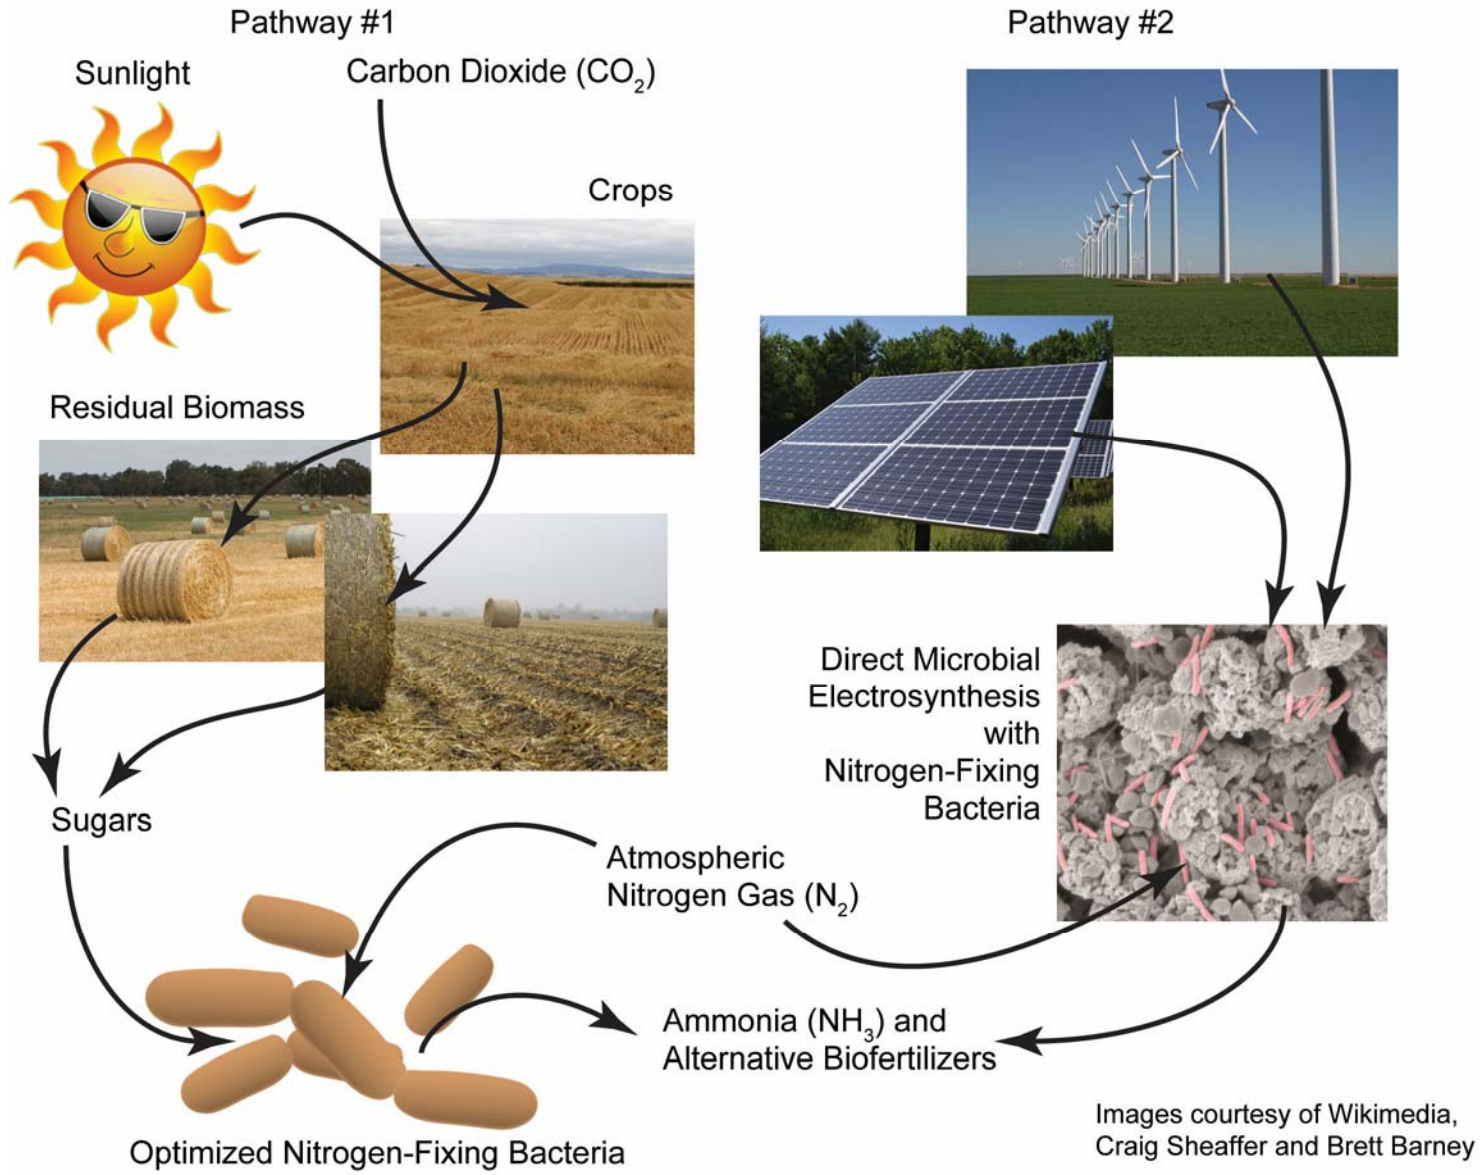 Pathway #1
Sunlight
Carbon Dioxide (CO₂)
Crops
Residual Biomass
Sugars
Optimized Nitrogen-Fixing Bacteria
Atmospheric
Nitrogen Gas (N₂)
Ammonia (NH₃) and
Alternative Biofertilizers
Pathway #2
Direct Microbial
Electrosynthesis
with
Nitrogen-Fixing
Bacteria
Images courtesy of Wikimedia,
Craig Sheaffer and Brett Barney